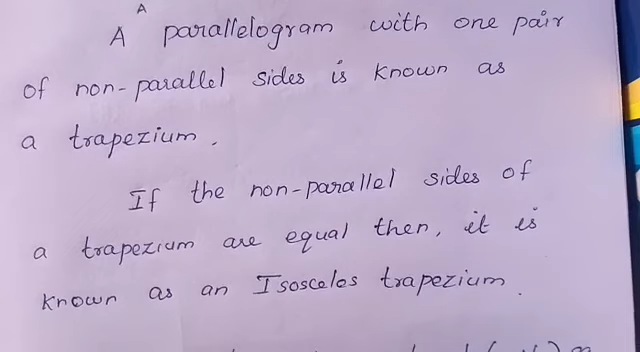 A
A parallelogram with one pair
of non-parallel sides is known as
a trapezium.
If the non-parallel sides of
a trapezium are equal then, it is
known as an Isosceles trapezium.